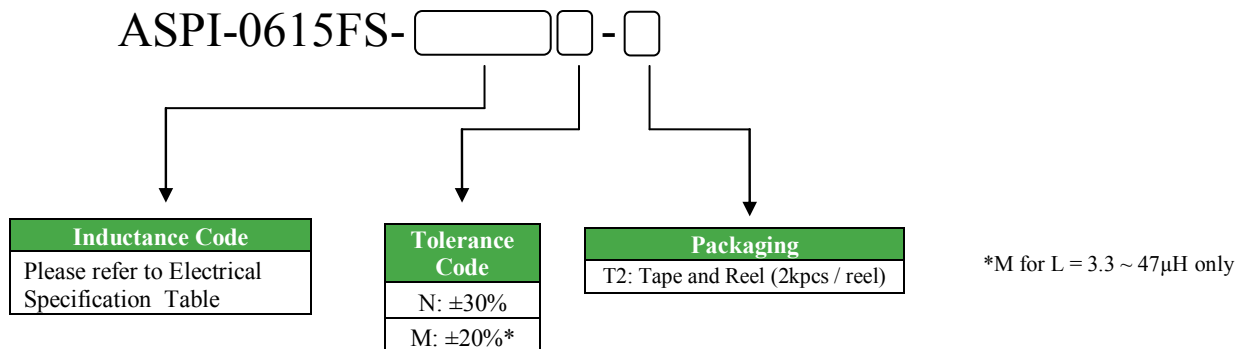 ASPI-0615FS- -
Inductance Code
Please refer to Electrical
Specification Table
Tolerance
Code
N: ±30%
M: ±20%*
Packaging
T2: Tape and Reel (2kpcs / reel)
*M for L = 3.3 ~ 47µH only